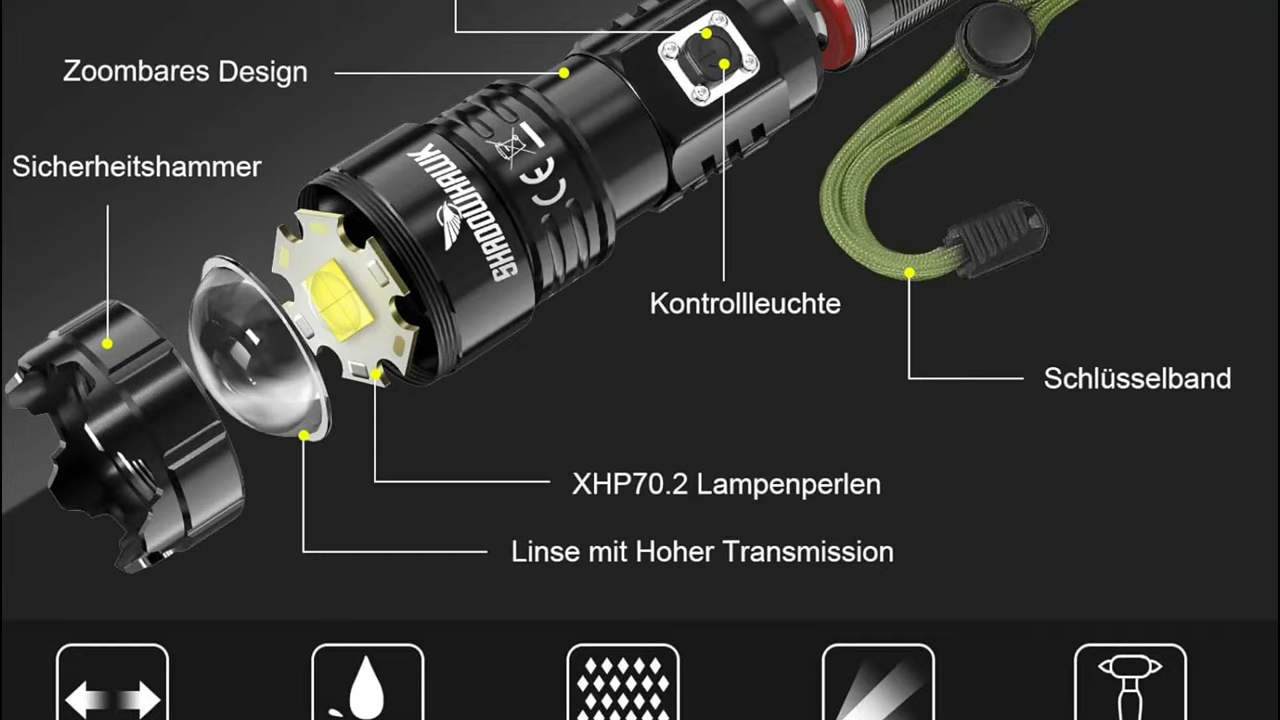 Zoombares Design
Sicherheitshammer
SHADOWHAWK
CE
Kontrollleuchte
Schlüsselband
XHP70.2 Lampenperlen
Linse mit Hoher Transmission